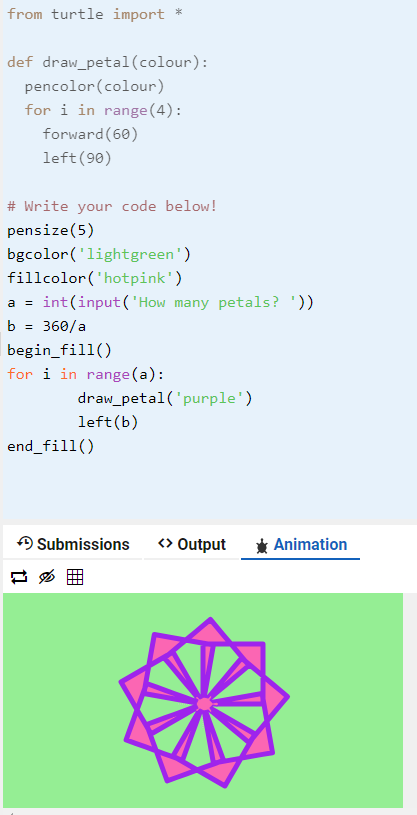 from turtle import *
def draw_petal(colour):
  pencolor(colour)
  for i in range(4):
    forward(60)
    left(90)
# Write your code below!
pensize(5)
bgcolor('lightgreen')
fillcolor('hotpink')
a = int(input('How many petals? '))
b = 360/a
begin_fill()
for i in range(a):
        draw_petal('purple')
        left(b)
end_fill()
Submissions Output Animation